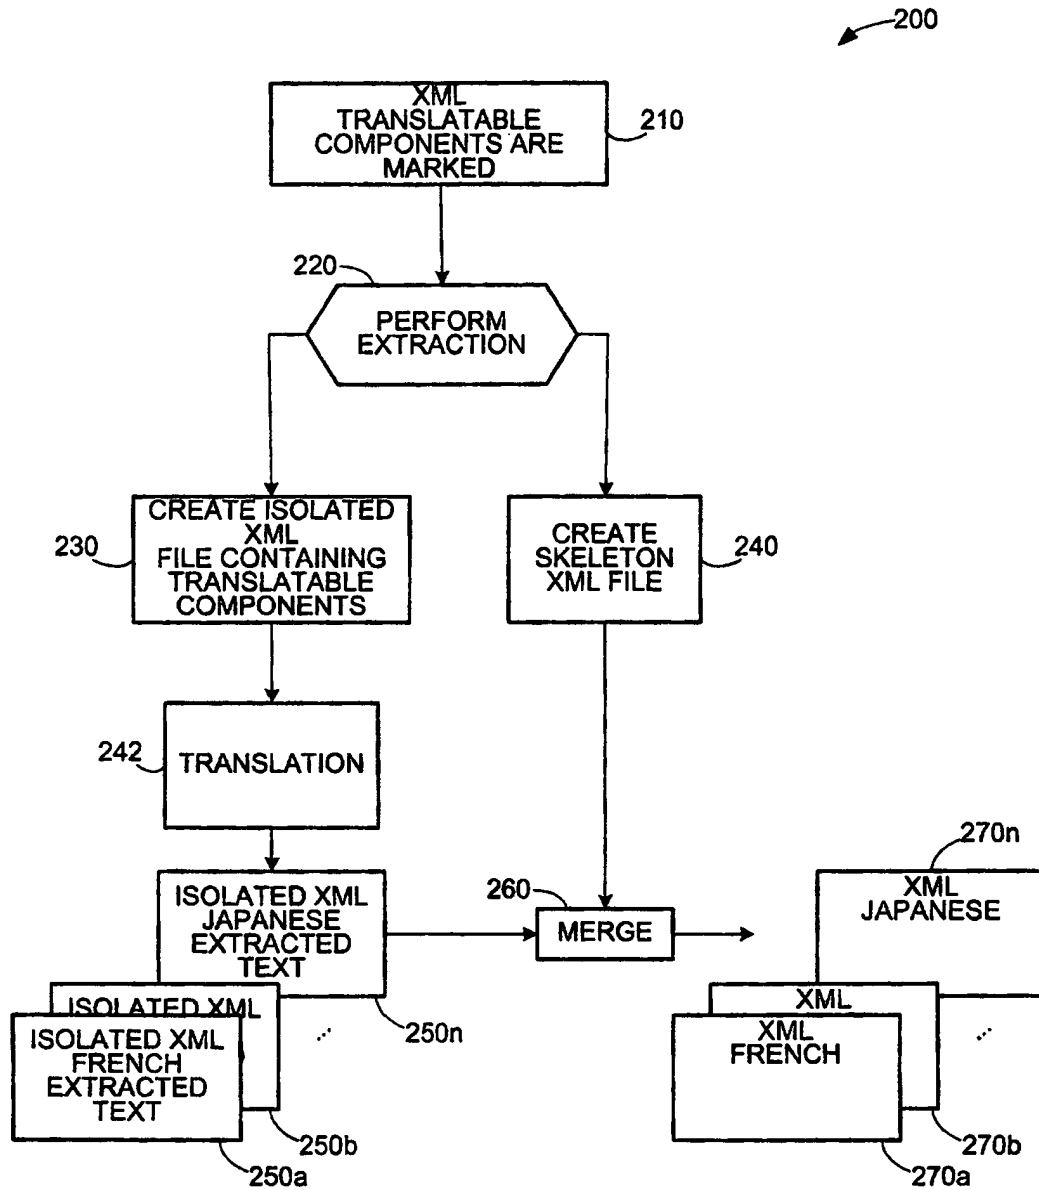 200
XML
TRANSLATABLE
COMPONENTS ARE
MARKED
210
220
PERFORM
EXTRACTION
CREATE ISOLATED
XML
FILE CONTAINING
TRANSLATABLE
COMPONENTS
230
CREATE
SKELETON
XML FILE
240
242
TRANSLATION
ISOLATED XML
JAPANESE
EXTRACTED
TEXT
250n
260
MERGE
270n
XML
JAPANESE
ISOLATED XML
...
250b
ISOLATED XML
FRENCH
EXTRACTED
TEXT
250a
XML
...
270b
XML
FRENCH
270a